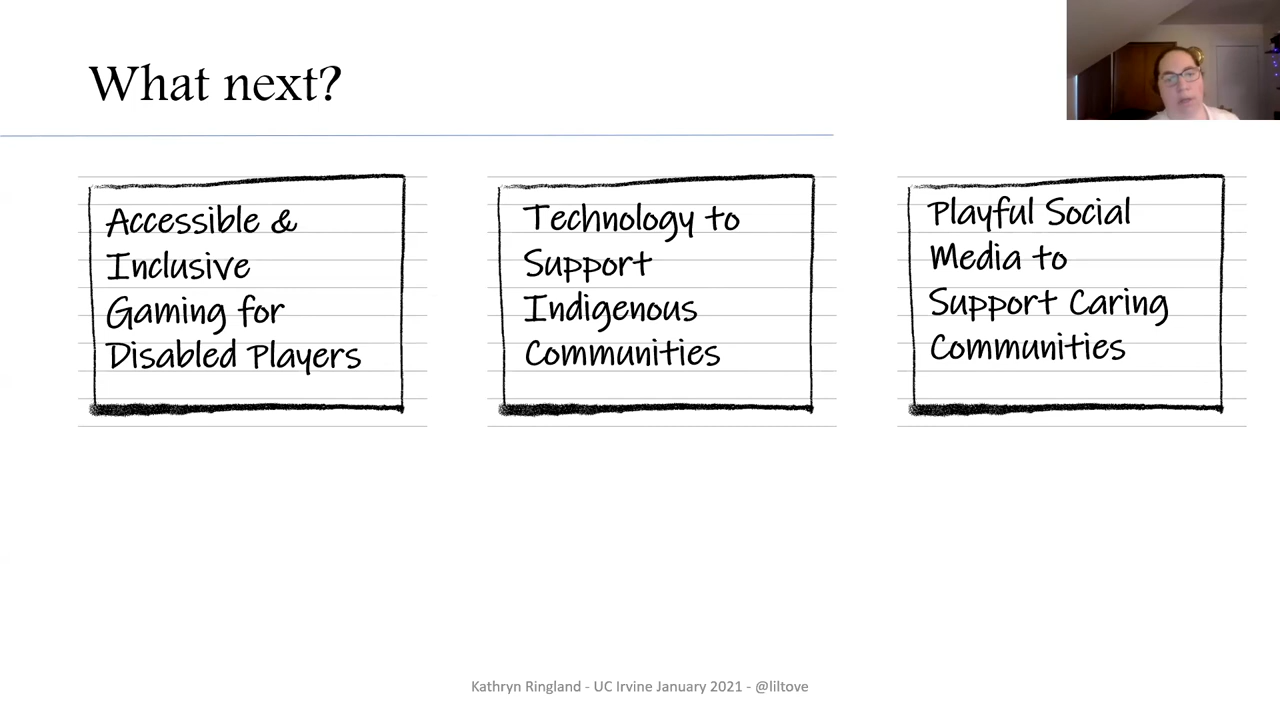 What next?
Accessible &
Inclusive
Gaming for
Disabled Players
Technology to
Support
Indigenous
Communities
Playful Social
Media to
Support Caring
Communities
Kathryn Ringland - UC Irvine January 2021 - @liltove